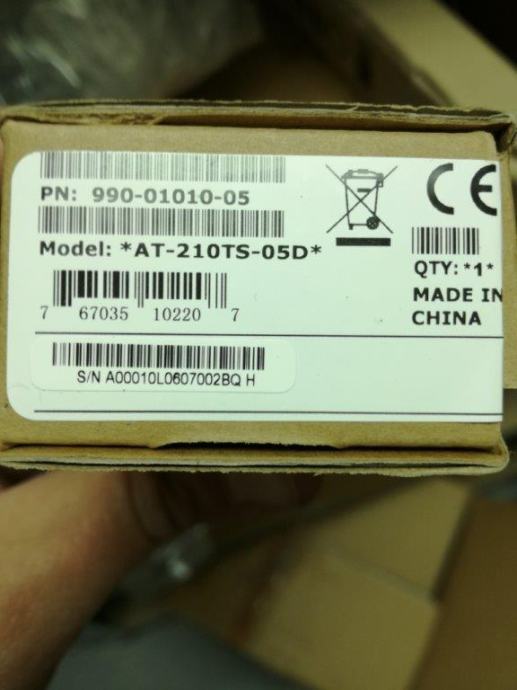 PN: 990-01010-05
CE
Model: *AT-210TS-05D*
QTY: *1*
7 67035 10220 7
MADE IN
CHINA
S/N A00010L0607002BQ H